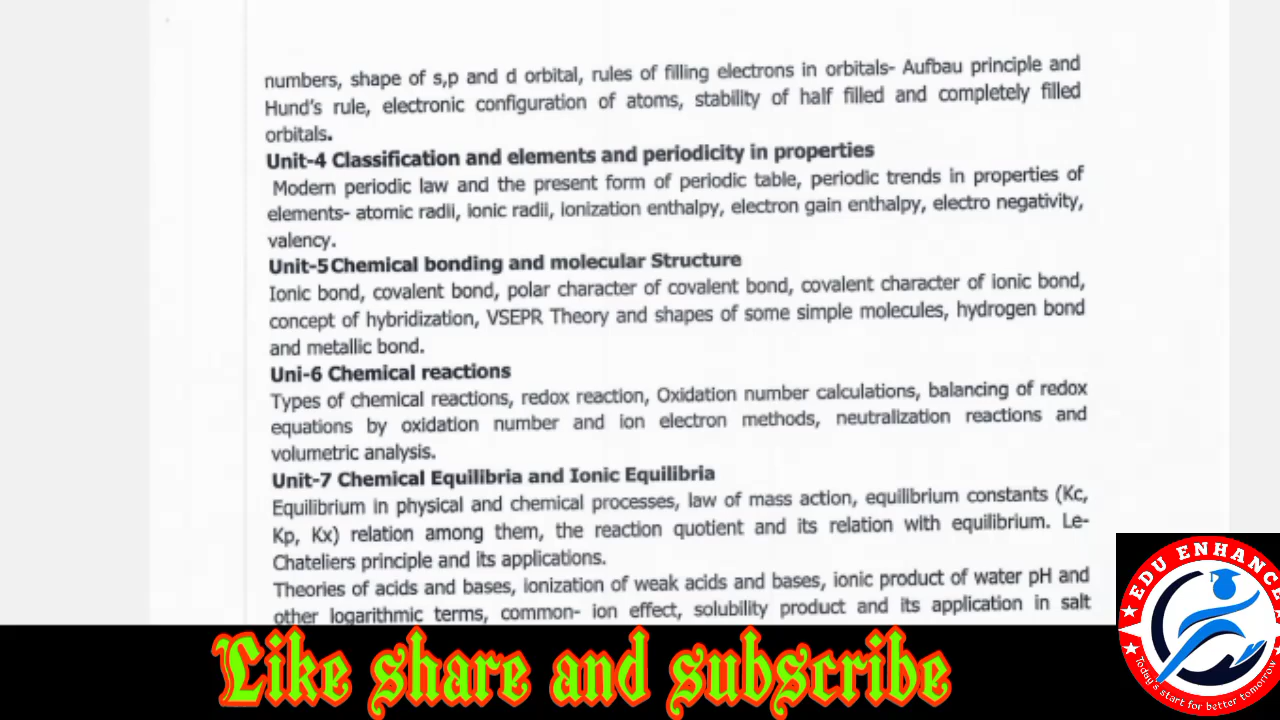 numbers, shape of s,p and d orbital, rules of filling electrons in orbitals- Aufbau principle and
Hund's rule, electronic configuration of atoms, stability of half filled and completely filled
orbitals.
Unit-4 Classification and elements and periodicity in properties
Modern periodic law and the present form of periodic table, periodic trends in properties of
elements- atomic radii, ionic radii, ionization enthalpy, electron gain enthalpy, electro negativity,
valency.
Unit-5 Chemical bonding and molecular Structure
Ionic bond, covalent bond, polar character of covalent bond, covalent character of ionic bond,
concept of hybridization, VSEPR Theory and shapes of some simple molecules, hydrogen bond
and metallic bond.
Uni-6 Chemical reactions
Types of chemical reactions, redox reaction, Oxidation number calculations, balancing of redox
equations by oxidation number and ion electron methods, neutralization reactions and
volumetric analysis.
Unit-7 Chemical Equilibria and Ionic Equilibria
Equilibrium in physical and chemical processes, law of mass action, equilibrium constants (Kc,
Kp, Kx) relation among them, the reaction quotient and its relation with equilibrium. Le-
Chateliers principle and its applications.
Theories of acids and bases, ionization of weak acids and bases, ionic product of water pH and
other logarithmic terms, common- ion effect, solubility product and its application in salt
EDU ENHANCE
Today's start for better tomorrow
Like share and subscribe